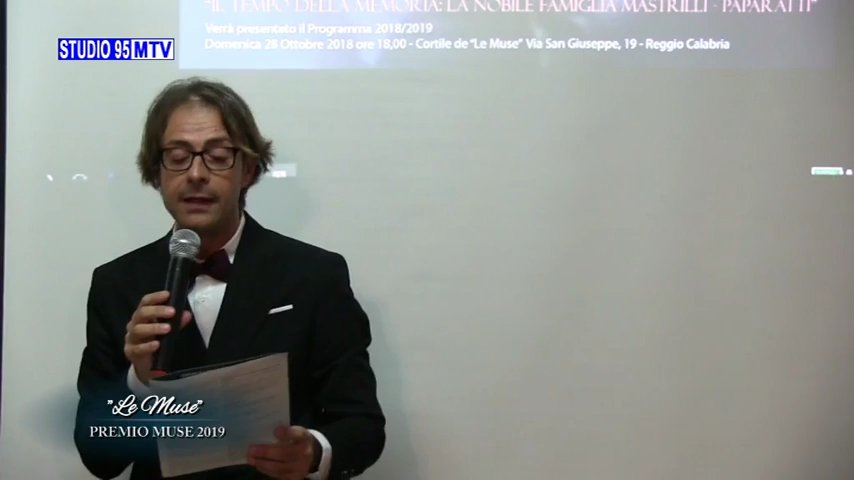 "IL TEMPO DELLA MEMORIA: LA NOBILE FAMIGLIA MASTRILLI - PAPARATTI"
Verrà presentato il Programma 2018/2019
Domenica 28 Ottobre 2018 ore 18,00 - Cortile de "Le Muse" Via San Giuseppe, 19 - Reggio Calabria
STUDIO 95 MTV
"Le Muse"
PREMIO MUSE 2019